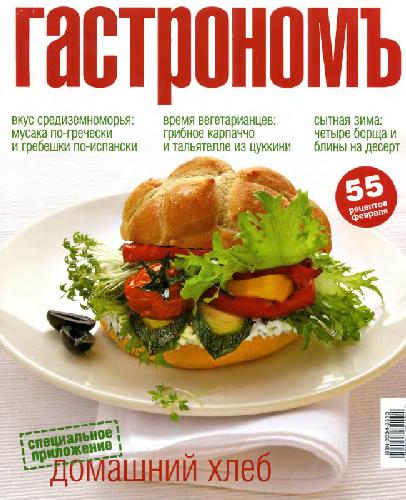 гастрономъ
вкус средиземноморья:
мусака по-гречески
и гребешки по-испански
время вегетарианцев:
грибное карпаччо
и тальятелле из цуккини
сытная зима:
четыре борща и
блины на десерт
55
рецептов
февраля
специальное
приложение
домашний хлеб